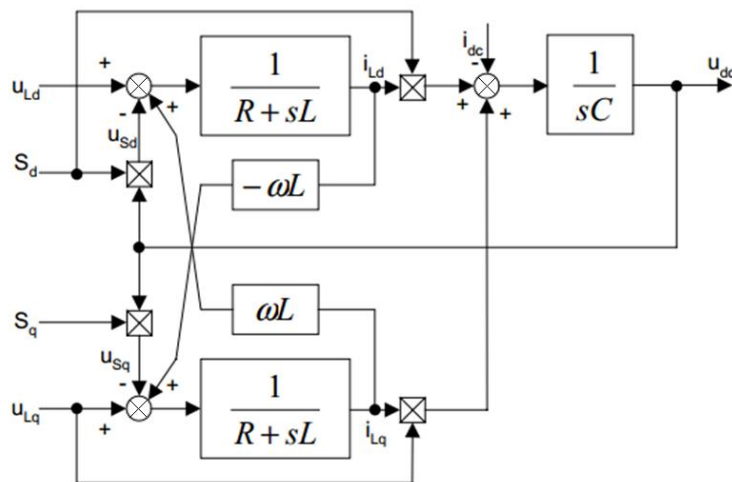 i_dc
u_Ld + + 1/(R + sL) i_Ld - + + 1/(sC) u_dc
-
u_Sd
S_d
- ωL
S_q
ωL
u_Sq
- +
u_Lq + 1/(R + sL) i_Lq